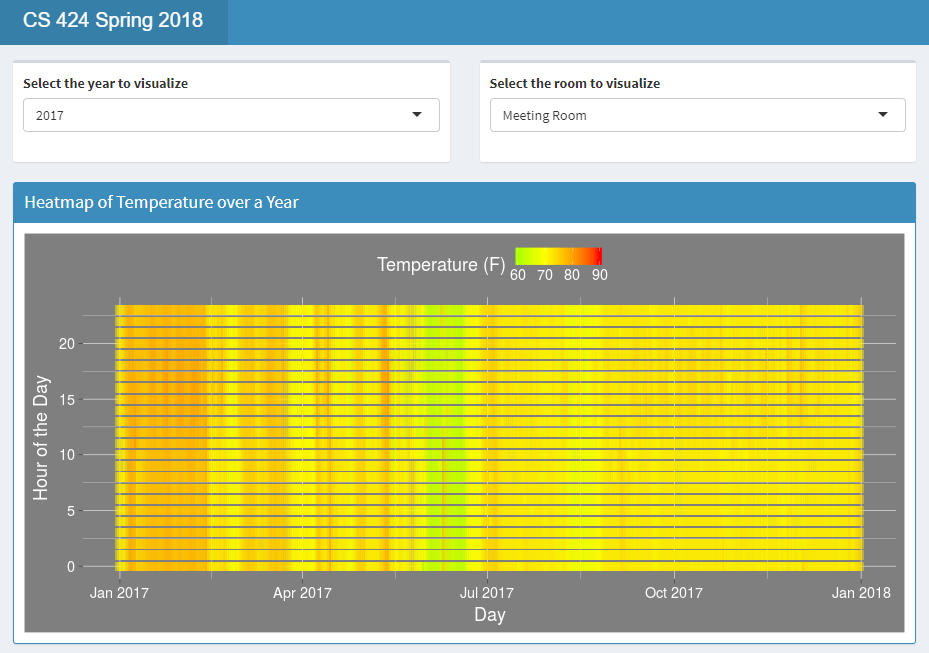 CS 424 Spring 2018
Select the year to visualize
2017
Select the room to visualize
Meeting Room
Heatmap of Temperature over a Year
Temperature (F)
60 70 80 90
Hour of the Day
20
15
10
5
0
Jan 2017 Apr 2017 Jul 2017 Oct 2017 Jan 2018
Day